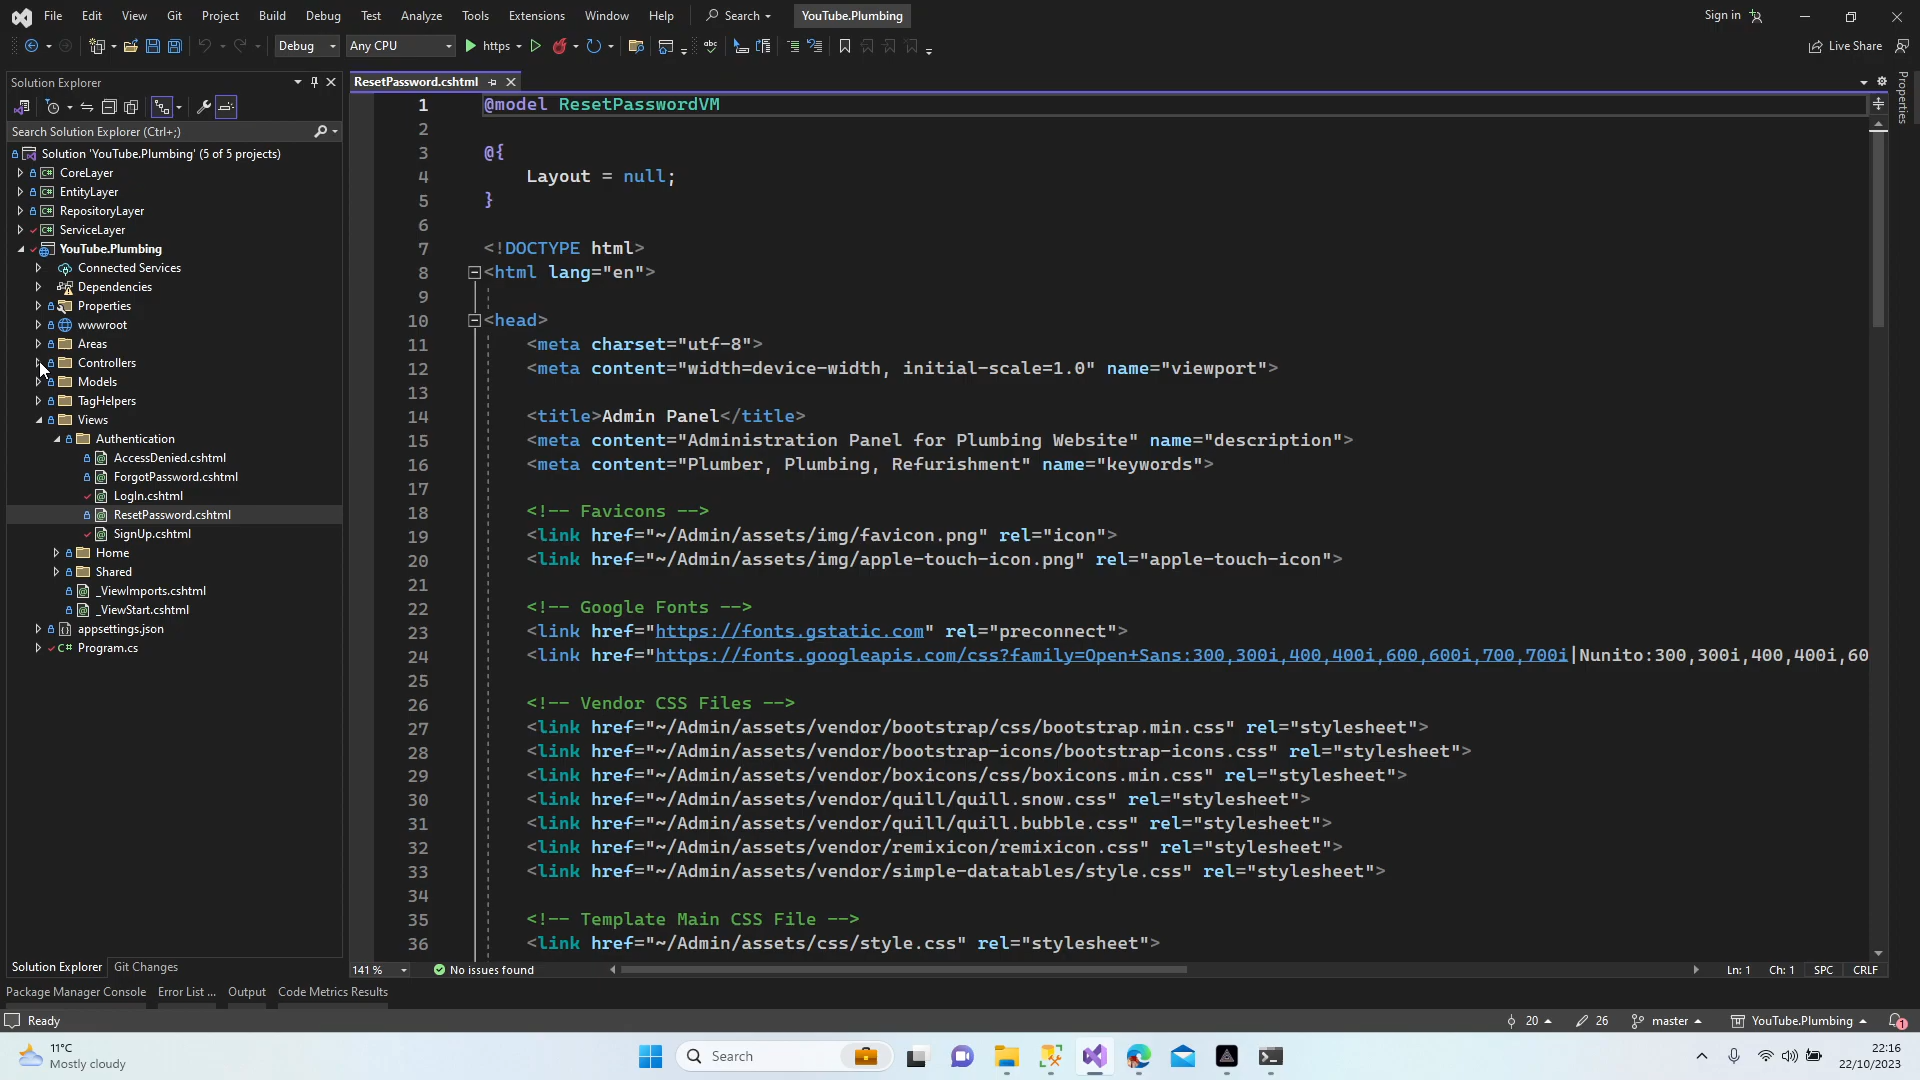 File Edit View Git Project Build Debug Test Analyze Tools Extensions Window Help Search YouTube.Plumbing Sign in
Debug Any CPU https Live Share
Solution Explorer
Search Solution Explorer (Ctrl+;)
Solution 'YouTube.Plumbing' (5 of 5 projects)
CoreLayer
EntityLayer
RepositoryLayer
ServiceLayer
YouTube.Plumbing
Connected Services
Dependencies
Properties
wwwroot
Areas
Controllers
Models
TagHelpers
Views
Authentication
AccessDenied.cshtml
ForgotPassword.cshtml
LogIn.cshtml
ResetPassword.cshtml
SignUp.cshtml
Home
Shared
_ViewImports.cshtml
_ViewStart.cshtml
appsettings.json
Program.cs
Solution Explorer Git Changes
ResetPassword.cshtml
1 @model ResetPasswordVM
2
3 @{
4 Layout = null;
5 }
6
7 <!DOCTYPE html>
8 <html lang="en">
9
10 <head>
11 <meta charset="utf-8">
12 <meta content="width=device-width, initial-scale=1.0" name="viewport">
13
14 <title>Admin Panel</title>
15 <meta content="Administration Panel for Plumbing Website" name="description">
16 <meta content="Plumber, Plumbing, Refurishment" name="keywords">
17
18 <!-- Favicons -->
19 <link href="~/Admin/assets/img/favicon.png" rel="icon">
20 <link href="~/Admin/assets/img/apple-touch-icon.png" rel="apple-touch-icon">
21
22 <!-- Google Fonts -->
23 <link href="https://fonts.gstatic.com" rel="preconnect">
24 <link href="https://fonts.googleapis.com/css?family=Open+Sans:300,300i,400,400i,600,600i,700,700i|Nunito:300,300i,400,400i,60
25
26 <!-- Vendor CSS Files -->
27 <link href="~/Admin/assets/vendor/bootstrap/css/bootstrap.min.css" rel="stylesheet">
28 <link href="~/Admin/assets/vendor/bootstrap-icons/bootstrap-icons.css" rel="stylesheet">
29 <link href="~/Admin/assets/vendor/boxicons/css/boxicons.min.css" rel="stylesheet">
30 <link href="~/Admin/assets/vendor/quill/quill.snow.css" rel="stylesheet">
31 <link href="~/Admin/assets/vendor/quill/quill.bubble.css" rel="stylesheet">
32 <link href="~/Admin/assets/vendor/remixicon/remixicon.css" rel="stylesheet">
33 <link href="~/Admin/assets/vendor/simple-datatables/style.css" rel="stylesheet">
34
35 <!-- Template Main CSS File -->
36 <link href="~/Admin/assets/css/style.css" rel="stylesheet">
Properties
141 % No issues found Ln: 1 Ch: 1 SPC CRLF
Package Manager Console Error List ... Output Code Metrics Results
Ready 20 26 master YouTube.Plumbing 1
11°C
Mostly cloudy
Search
22:16
22/10/2023